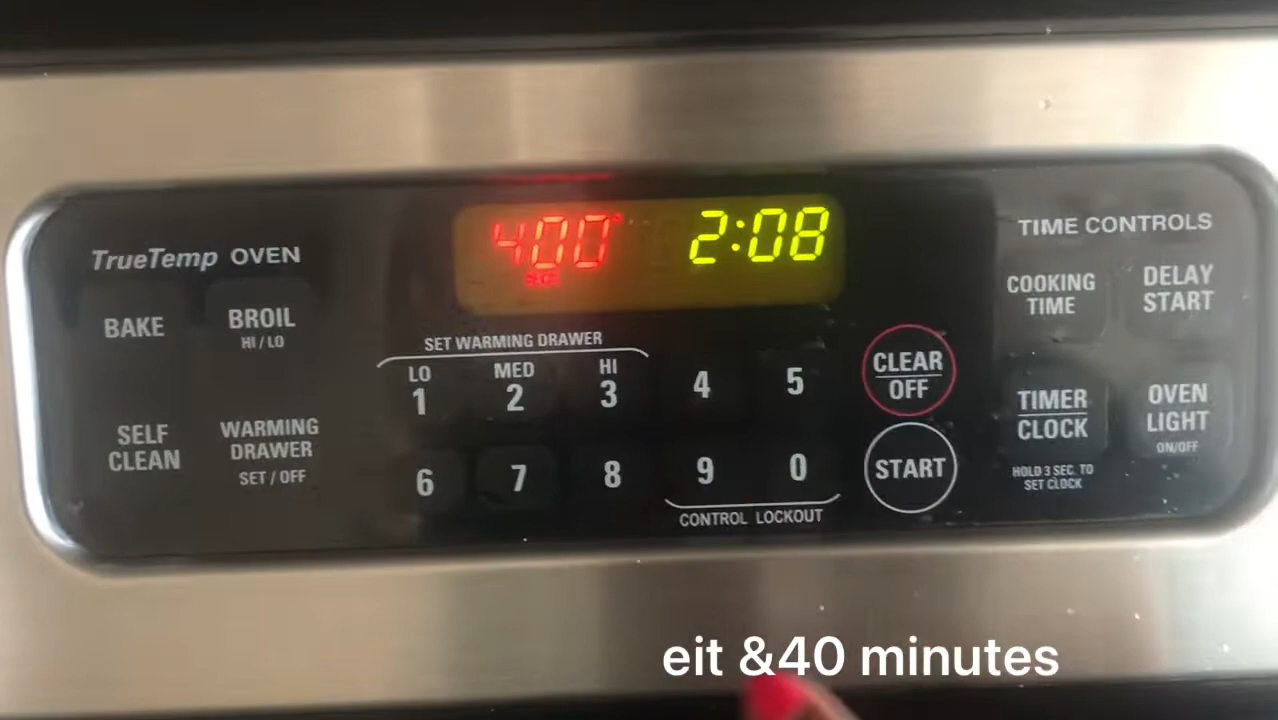 400° 2:08
TrueTemp OVEN
BAKE
BROIL
HI / LO
SELF
CLEAN
WARMING
DRAWER
SET / OFF
SET WARMING DRAWER
LO MED HI
1 2 3 4 5
6 7 8 9 0
CONTROL LOCKOUT
CLEAR
OFF
START
TIME CONTROLS
COOKING
TIME
DELAY
START
TIMER
CLOCK
HOLD 3 SEC. TO
SET CLOCK
OVEN
LIGHT
ON/OFF
eit &40 minutes